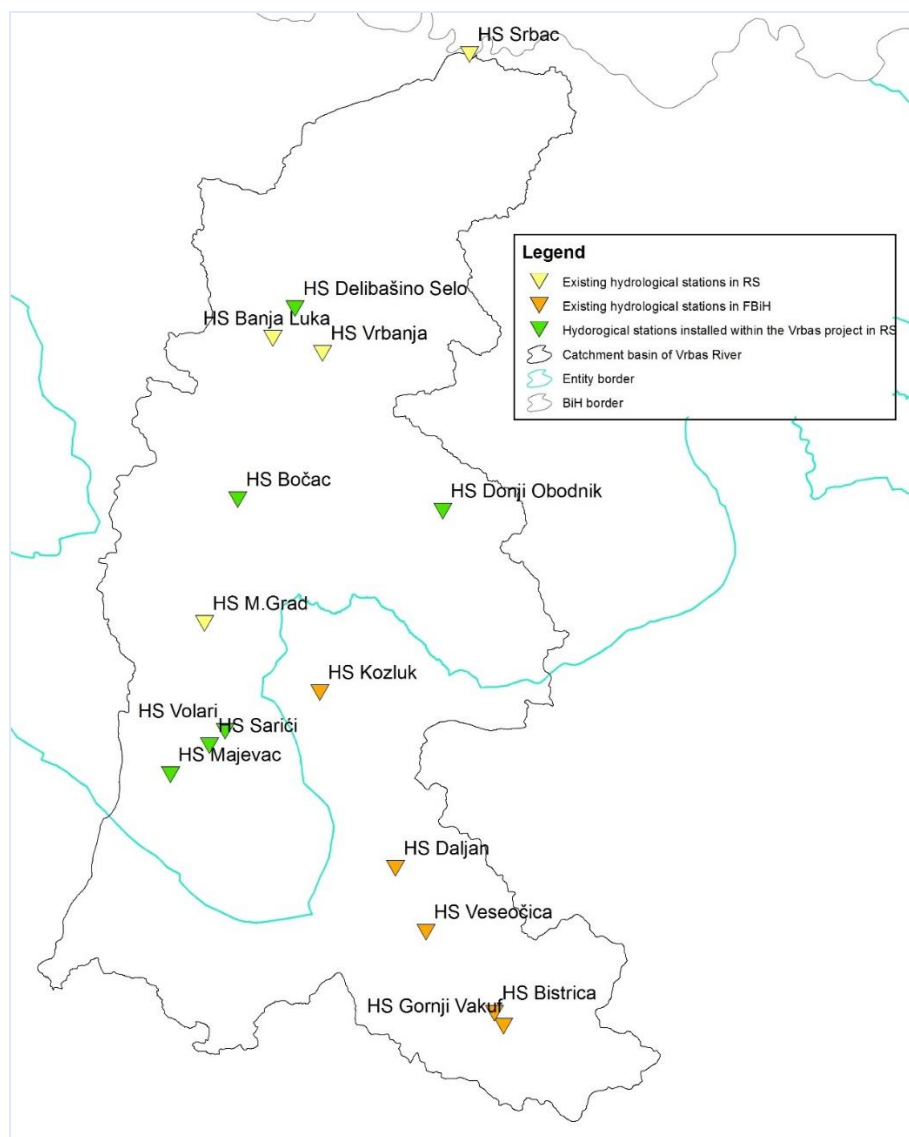 HS Srbac
Legend
Existing hydrological stations in RS
Existing hydrological stations in FBiH
Hydorogical stations installed within the Vrbas project in RS
Catchment basin of Vrbas River
Entity border
BiH border
HS Delibašino Selo
HS Banja Luka
HS Vrbanja
HS Bočac
HS Donji Obodnik
HS M.Grad
HS Kozluk
HS Volari
HS Sarići
HS Majevac
HS Daljan
HS Veseočica
HS Bistrica
HS Gornji Vakuf